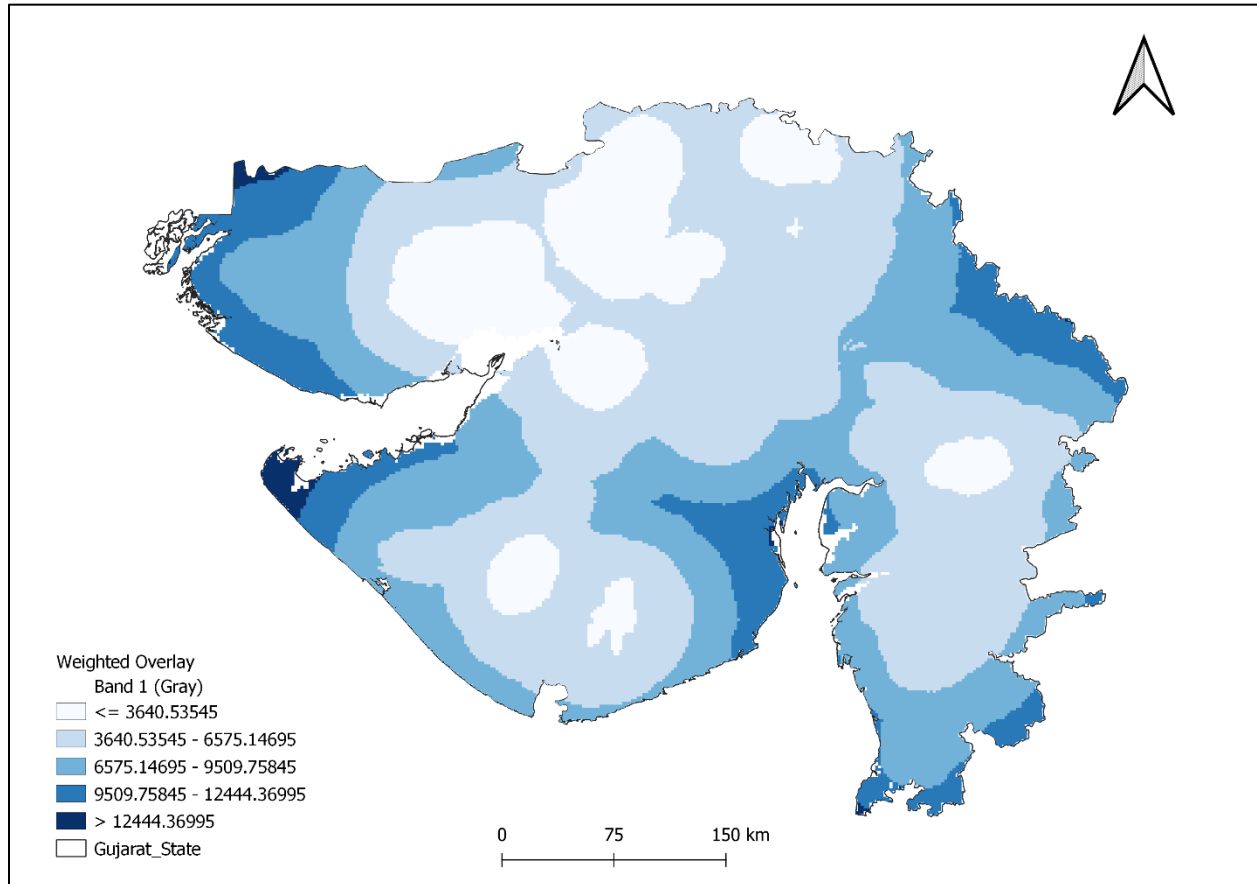 Weighted Overlay
Band 1 (Gray)
<= 3640.53545
3640.53545 - 6575.14695
6575.14695 - 9509.75845
9509.75845 - 12444.36995
> 12444.36995
Gujarat_State
0 75 150 km